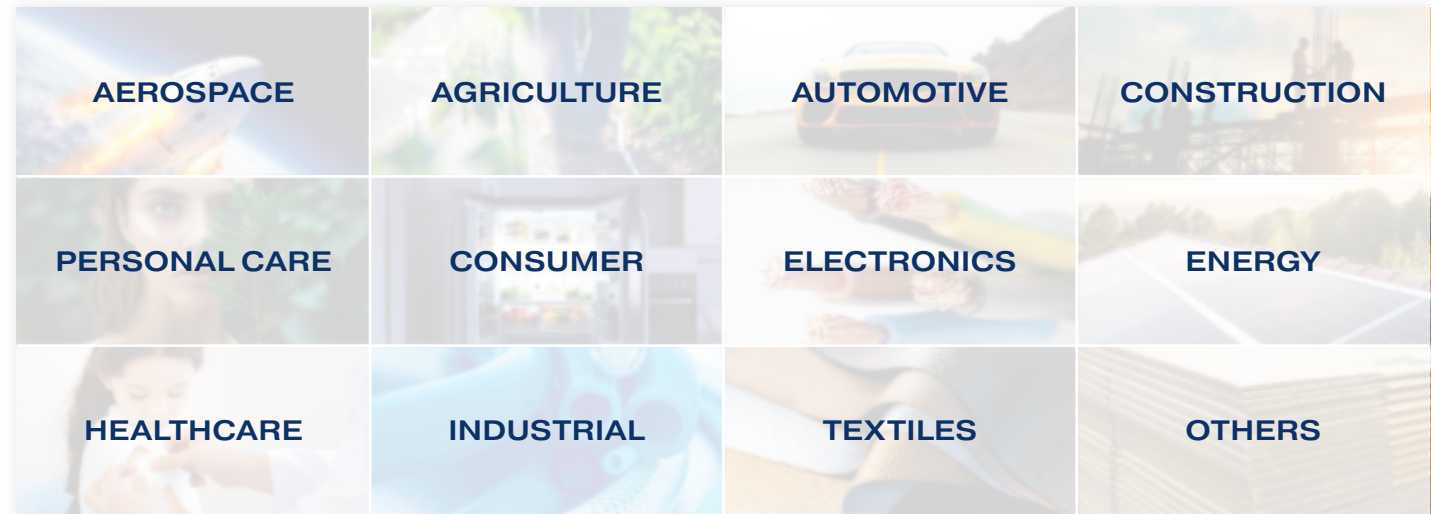 AEROSPACE
AGRICULTURE
AUTOMOTIVE
CONSTRUCTION
PERSONAL CARE
CONSUMER
ELECTRONICS
ENERGY
HEALTHCARE
INDUSTRIAL
TEXTILES
OTHERS